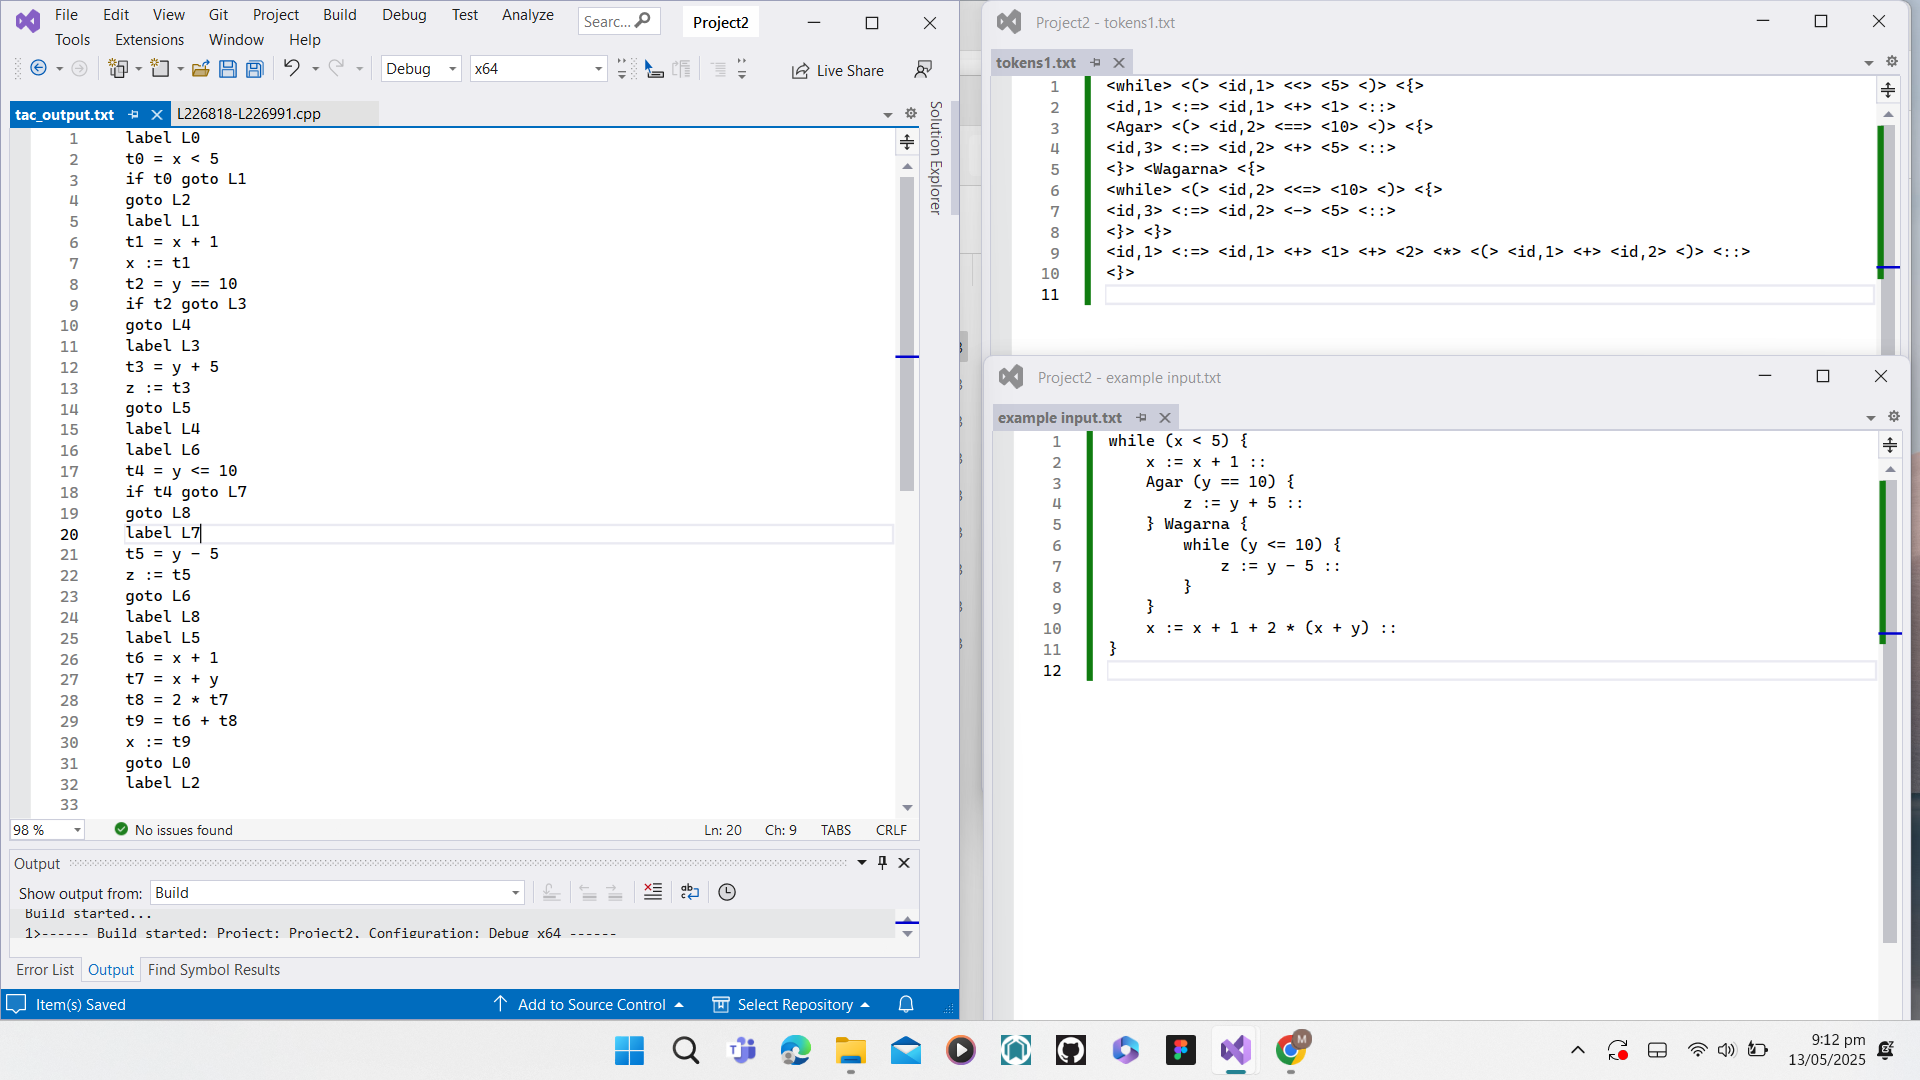 File Edit View Git Project Build Debug Test Analyze Searc... Project2
Tools Extensions Window Help
Debug x64 Live Share
tac_output.txt L226818-L226991.cpp
Solution Explorer
1 label L0
2 t0 = x < 5
3 if t0 goto L1
4 goto L2
5 label L1
6 t1 = x + 1
7 x := t1
8 t2 = y == 10
9 if t2 goto L3
10 goto L4
11 label L3
12 t3 = y + 5
13 z := t3
14 goto L5
15 label L4
16 label L6
17 t4 = y <= 10
18 if t4 goto L7
19 goto L8
20 label L7
21 t5 = y - 5
22 z := t5
23 goto L6
24 label L8
25 label L5
26 t6 = x + 1
27 t7 = x + y
28 t8 = 2 * t7
29 t9 = t6 + t8
30 x := t9
31 goto L0
32 label L2
33
98 % No issues found Ln: 20 Ch: 9 TABS CRLF
Output
Show output from: Build
Build started...
1>------ Build started: Project: Project2, Configuration: Debug x64 ------
Error List Output Find Symbol Results
Item(s) Saved Add to Source Control Select Repository
Project2 - tokens1.txt
tokens1.txt
1 <while> <(> <id,1> <<> <5> <)> <{>
2 <id,1> <:=> <id,1> <+> <1> <::>
3 <Agar> <(> <id,2> <==> <10> <)> <{>
4 <id,3> <:=> <id,2> <+> <5> <::>
5 <}> <Wagarna> <{>
6 <while> <(> <id,2> <<=> <10> <)> <{>
7 <id,3> <:=> <id,2> <-> <5> <::>
8 <}> <}>
9 <id,1> <:=> <id,1> <+> <1> <+> <2> <*> <(> <id,1> <+> <id,2> <)> <::>
10 <}>
11
Project2 - example input.txt
example input.txt
1 while (x < 5) {
2 x := x + 1 ::
3 Agar (y == 10) {
4 z := y + 5 ::
5 } Wagarna {
6 while (y <= 10) {
7 z := y - 5 ::
8 }
9 }
10 x := x + 1 + 2 * (x + y) ::
11 }
12
M
9:12 pm
13/05/2025